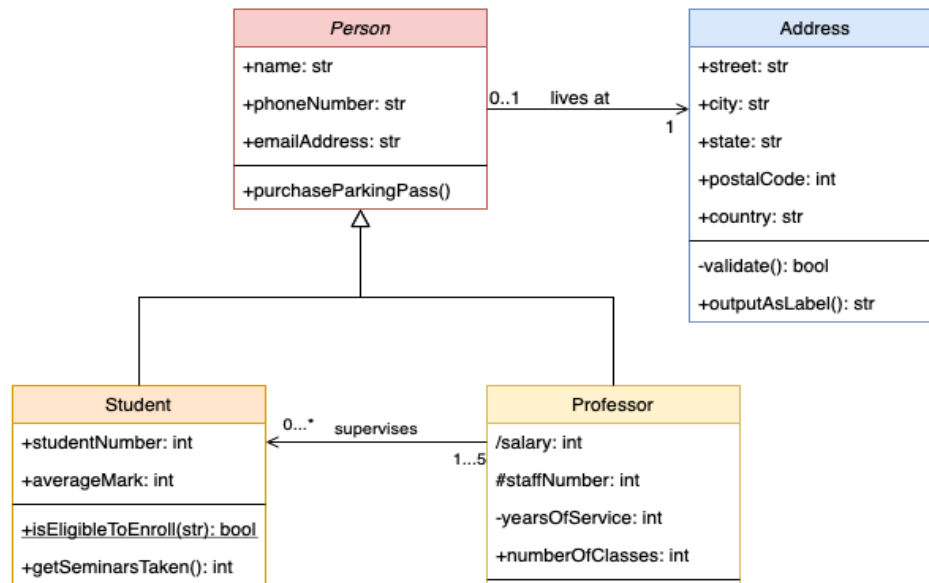 Person
+name: str
+phoneNumber: str
+emailAddress: str
+purchaseParkingPass()
0..1 lives at
1
Address
+street: str
+city: str
+state: str
+postalCode: int
+country: str
-validate(): bool
+outputAsLabel(): str
Student
+studentNumber: int
+averageMark: int
+isEligibleToEnroll(str): bool
+getSeminarsTaken(): int
0...* supervises
1...5
Professor
/salary: int
#staffNumber: int
-yearsOfService: int
+numberOfClasses: int